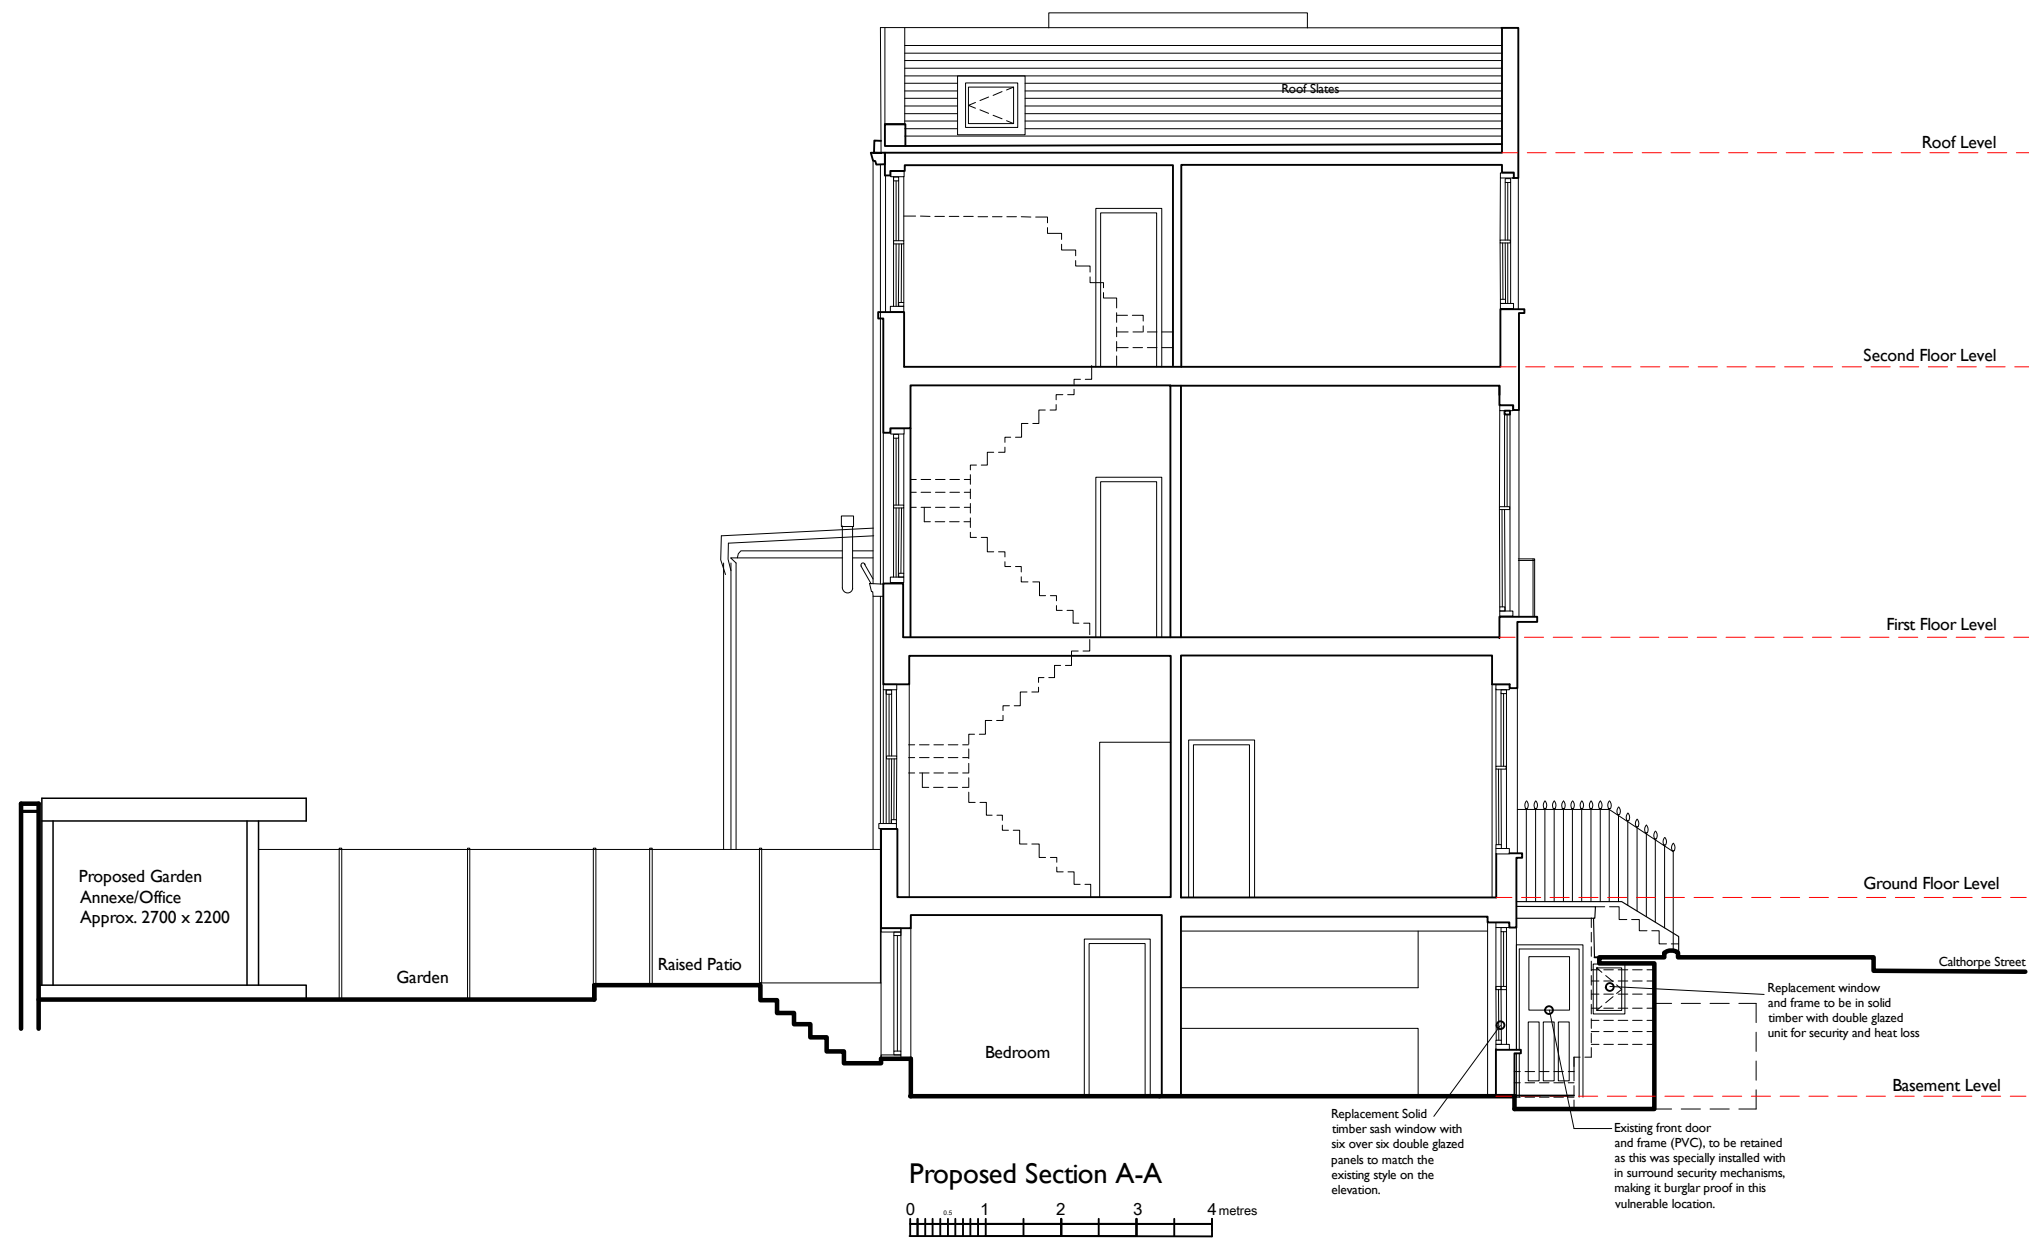 Roof Slates
Roof Level
Second Floor Level
First Floor Level
Ground Floor Level
Proposed Garden
Annexe/Office
Approx. 2700 x 2200
Garden
Raised Patio
Calthorpe Street
Replacement window
and frame to be in solid
timber with double glazed
unit for security and heat loss
Bedroom
Basement Level
Replacement Solid
timber sash window with
six over six double glazed
panels to match the
existing style on the
elevation.
Existing front door
and frame (PVC), to be retained
as this was specially installed with
in surround security mechanisms,
making it burglar proof in this
vulnerable location.
Proposed Section A-A
0 0.5 1 2 3 4 metres